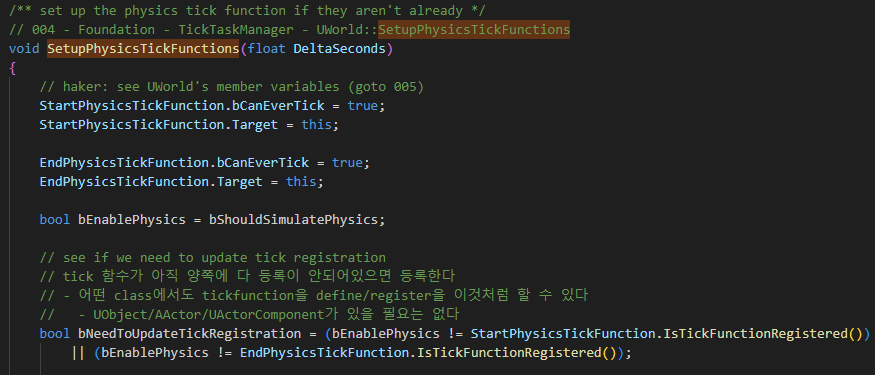 /** set up the physics tick function if they aren't already */
// 004 - Foundation - TickTaskManager - UWorld::SetupPhysicsTickFunctions
void SetupPhysicsTickFunctions(float DeltaSeconds)
{
// haker: see UWorld's member variables (goto 005)
StartPhysicsTickFunction.bCanEverTick = true;
StartPhysicsTickFunction.Target = this;
EndPhysicsTickFunction.bCanEverTick = true;
EndPhysicsTickFunction.Target = this;
bool bEnablePhysics = bShouldSimulatePhysics;
// see if we need to update tick registration
// tick 함수가 아직 양쪽에 다 등록이 안되어있으면 등록한다
// - 어떤 class에서도 tickfunction을 define/register을 이것처럼 할 수 있다
//   - UObject/AActor/UActorComponent가 있을 필요는 없다
bool bNeedToUpdateTickRegistration = (bEnablePhysics != StartPhysicsTickFunction.IsTickFunctionRegistered())
|| (bEnablePhysics != EndPhysicsTickFunction.IsTickFunctionRegistered());